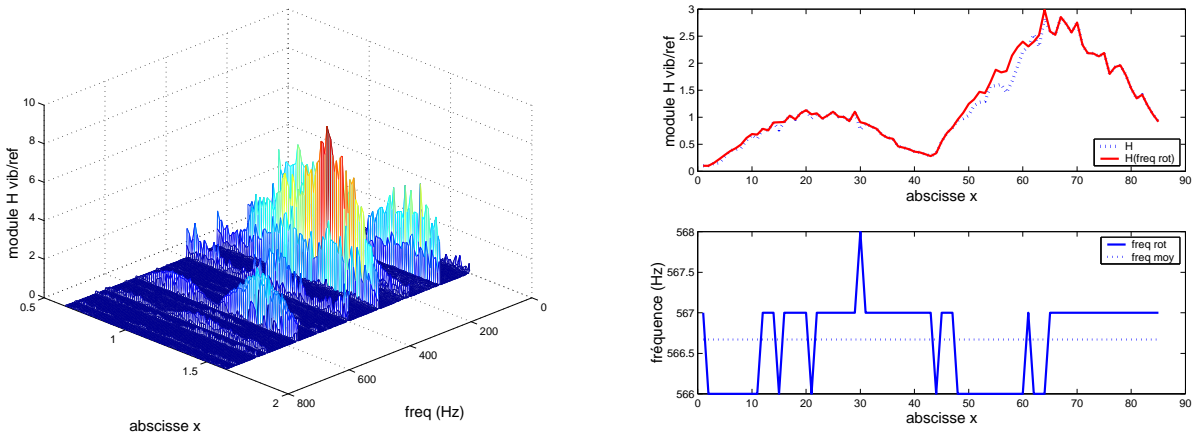 10
8
6
4
2
0
module H vib/ref
0.5
1
1.5
2
abscisse x
800
600
400
200
0
freq (Hz)
3
2.5
2
1.5
1
0.5
0
module H vib/ref
H
H(freq rot)
0 10 20 30 40 50 60 70 80 90
abscisse x
568
567.5
567
566.5
566
fréquence (Hz)
freq rot
freq moy
0 10 20 30 40 50 60 70 80 90
abscisse x